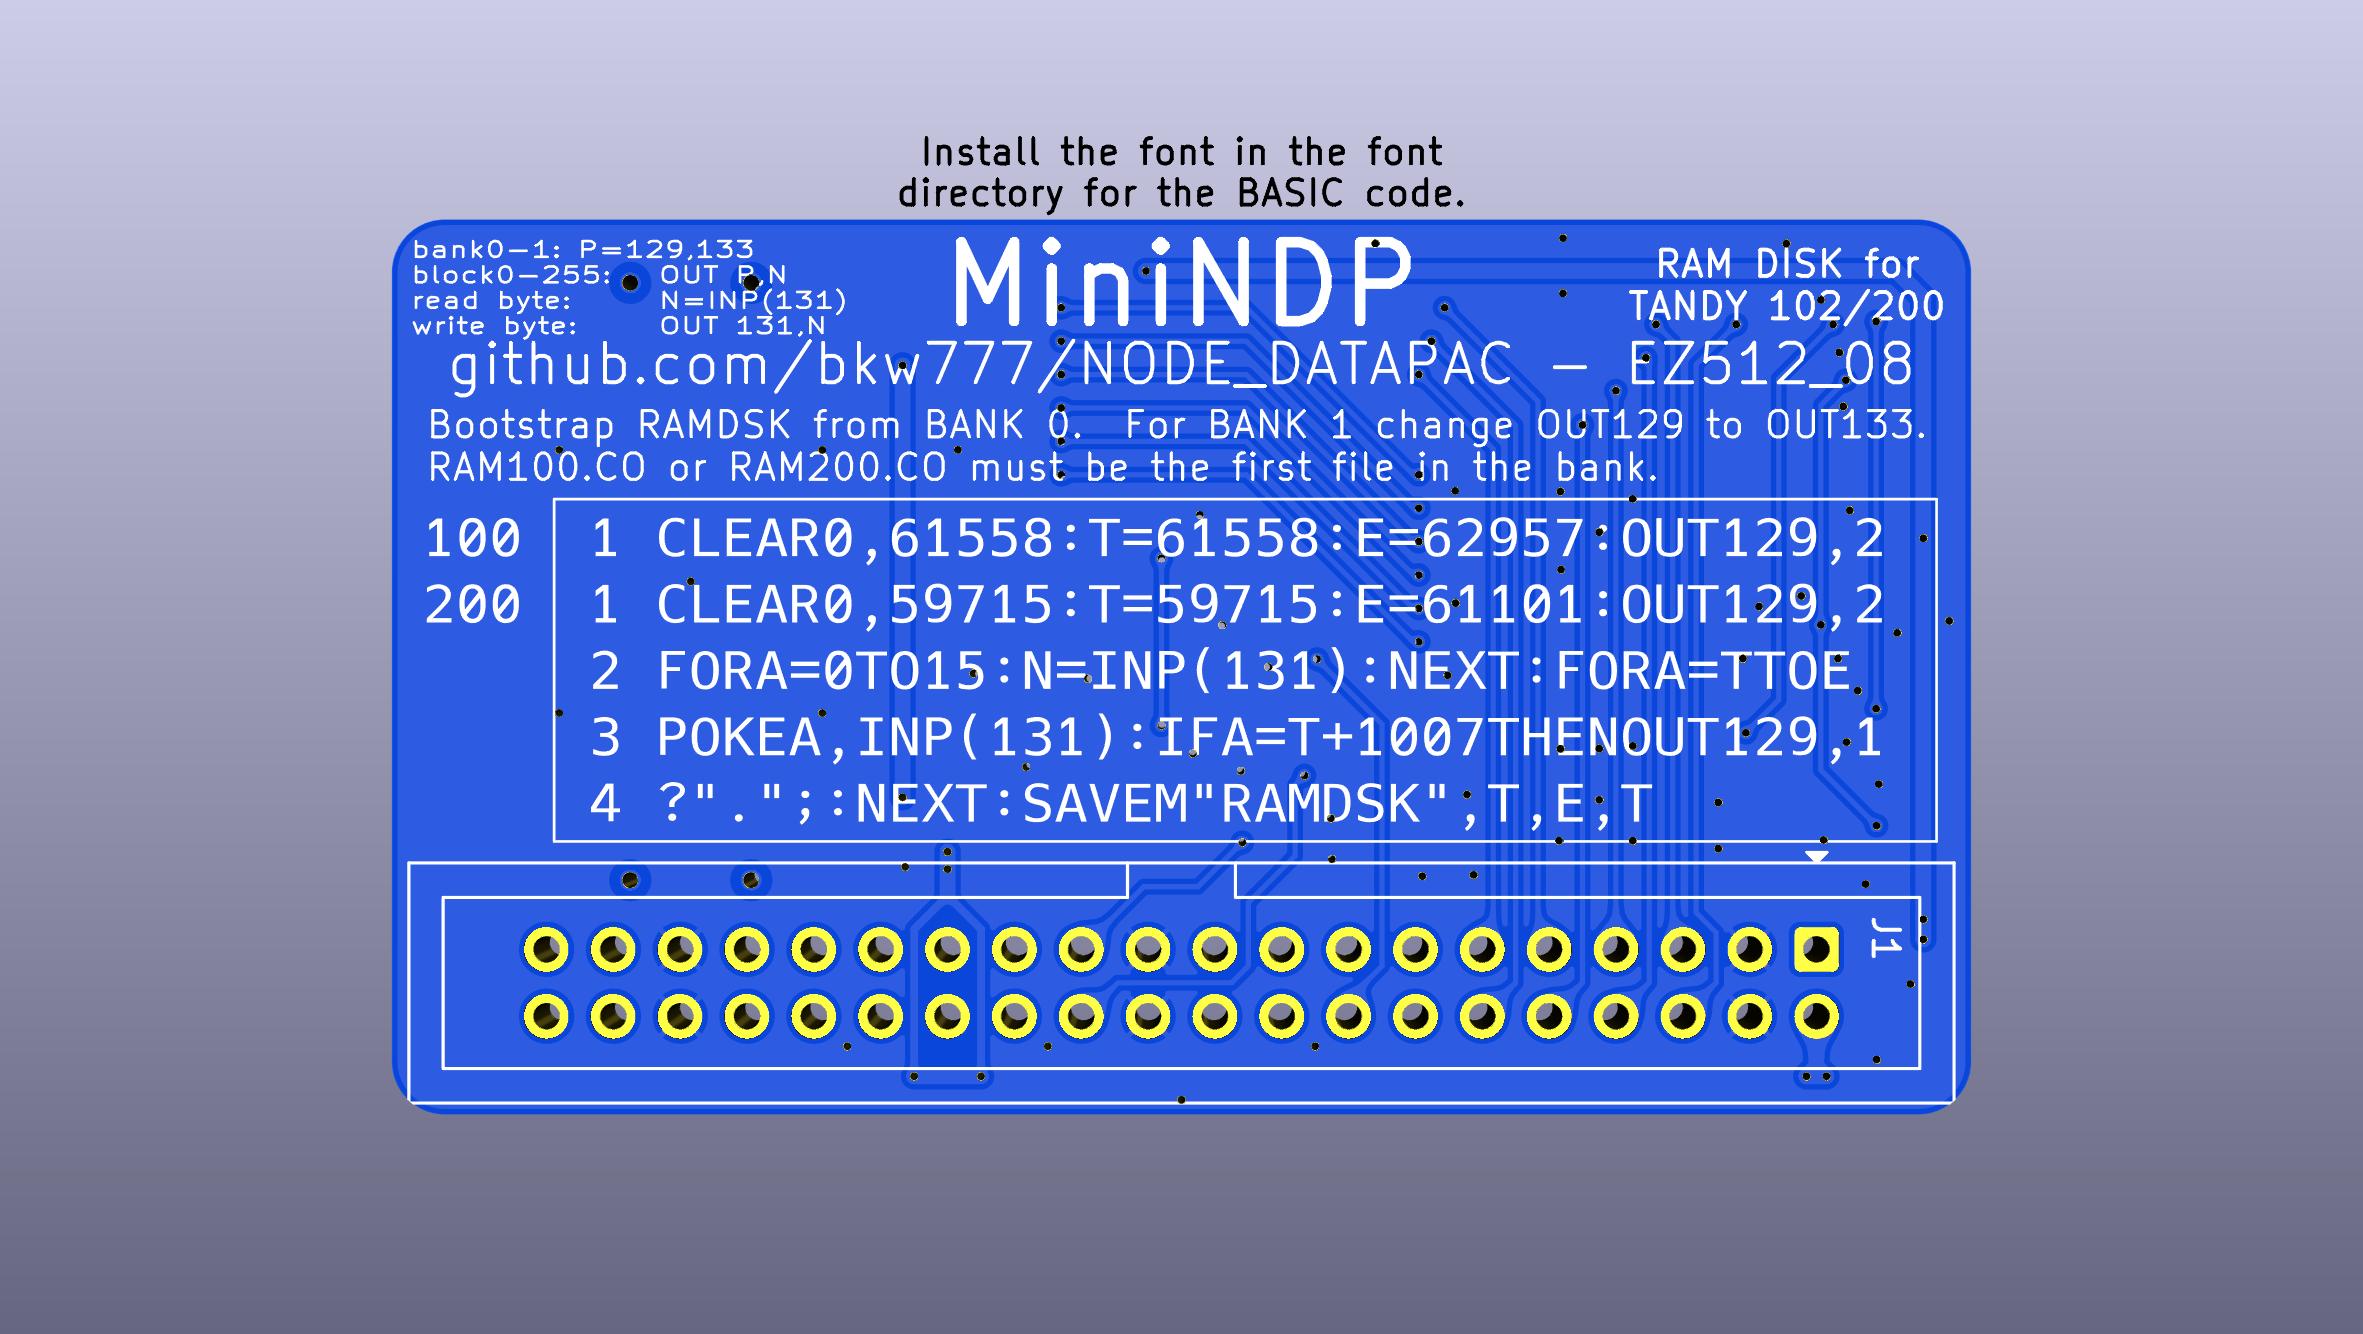 Install the font in the font
directory for the BASIC code.
bank0-1: P=129,133
block0-255: OUT P,N
read byte: N=INP(131)
write byte: OUT 131,N
MiniNDP
RAM DISK for
TANDY 102/200
github.com/bkw777/NODE_DATAPAC - EZ512_08
Bootstrap RAMDSK from BANK 0. For BANK 1 change OUT129 to OUT133.
RAM100.CO or RAM200.CO must be the first file in the bank.
100 1 CLEAR0,61558:T=61558:E=62957:OUT129,2
200 1 CLEAR0,59715:T=59715:E=61101:OUT129,2
2 FORA=0TO15:N=INP(131):NEXT:FORA=TTOE
3 POKEA,INP(131):IFA=T+1007THENOUT129,1
4 ?".";:NEXT:SAVEM"RAMDSK",T,E,T
J1